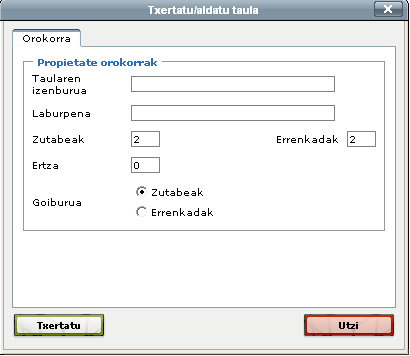 Txertatu/aldatu taula
Orokorra
Propietate orokorrak
Taularen
izenburua
Laburpena
Zutabeak 2 Errenkadak 2
Ertza 0
Goiburua
Zutabeak
Errenkadak
Txertatu Utzi